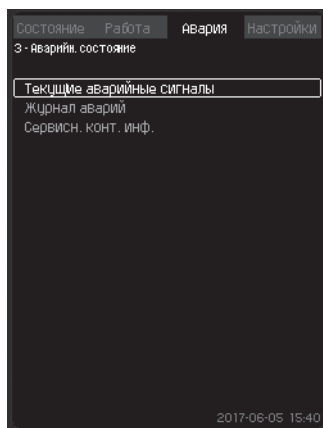 Состояние Работа Авария Настройки
3 - Аварийн. состояние
Текущие аварийные сигналы
Журнал аварий
Сервисн. конт. инф.
2017-06-05 15:40